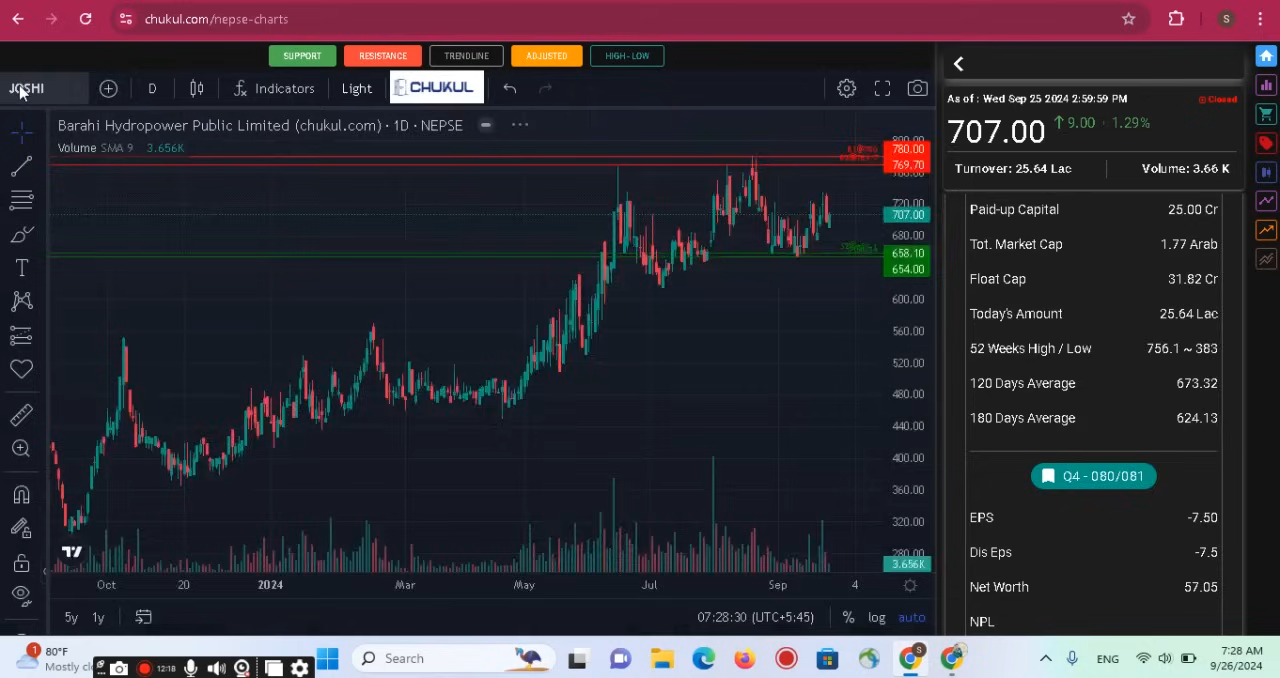 chukul.com/nepse-charts
S
SUPPORT
RESISTANCE
TRENDLINE
ADJUSTED
HIGH-LOW
JOSHI
D
Indicators
Light
CHUKUL
Barahi Hydropower Public Limited (chukul.com) · 1D · NEPSE
Volume SMA 9 3.656K
800.00
780.00
769.70
760.00
720.00
707.00
680.00
658.10
654.00
600.00
560.00
520.00
480.00
440.00
400.00
360.00
320.00
280.00
3.656K
Oct
20
2024
Mar
May
Jul
Sep
4
5y
1y
07:28:30 (UTC+5:45)
%
log
auto
As of : Wed Sep 25 2024 2:59:59 PM
Closed
707.00
9.00 · 1.29%
Turnover: 25.64 Lac
Volume: 3.66 K
Paid-up Capital 25.00 Cr
Tot. Market Cap 1.77 Arab
Float Cap 31.82 Cr
Today's Amount 25.64 Lac
52 Weeks High / Low 756.1 ~ 383
120 Days Average 673.32
180 Days Average 624.13
Q4 - 080/081
EPS -7.50
Dis Eps -7.5
Net Worth 57.05
NPL
1
80°F
Mostly cl
12:18
Search
S
ENG
7:28 AM
9/26/2024